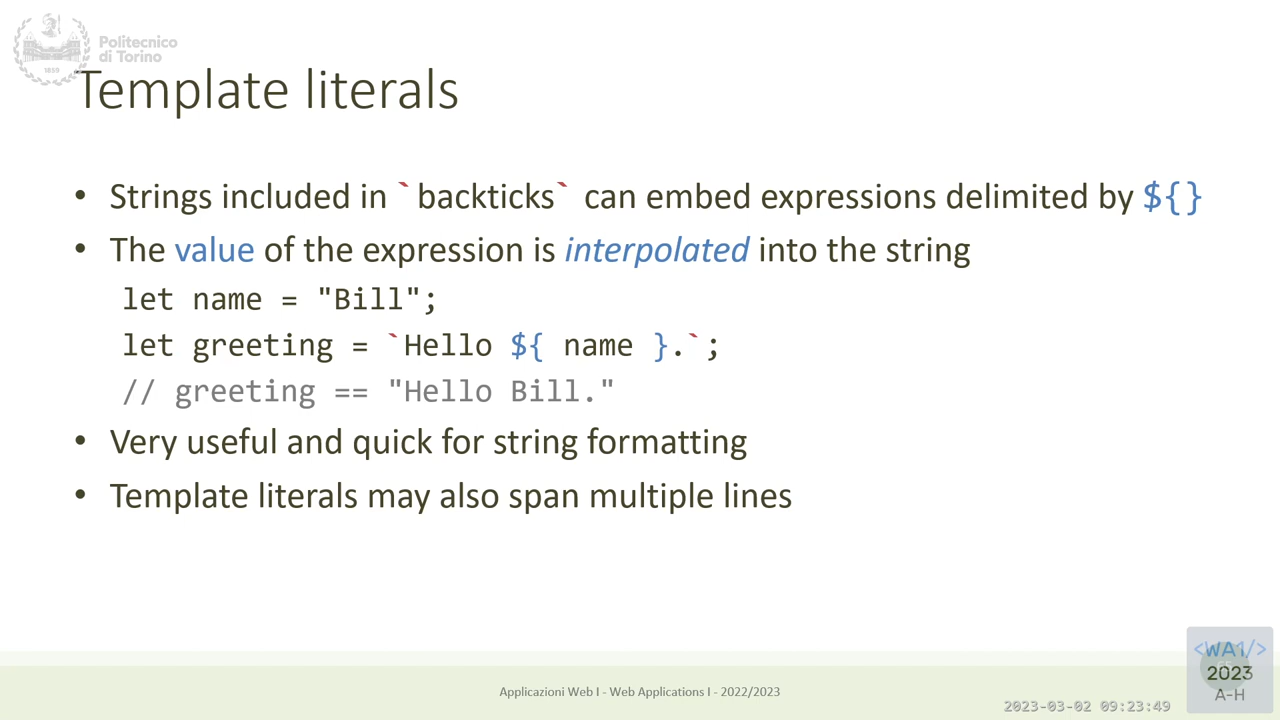 Politecnico
di Torino
1859
Template literals
• Strings included in `backticks` can embed expressions delimited by ${}
• The value of the expression is interpolated into the string
let name = "Bill";
let greeting = `Hello ${ name }.`;
// greeting == "Hello Bill."
• Very useful and quick for string formatting
• Template literals may also span multiple lines
Applicazioni Web I - Web Applications I - 2022/2023
2023-03-02 09:23:49
<WA1/>
2023
A-H